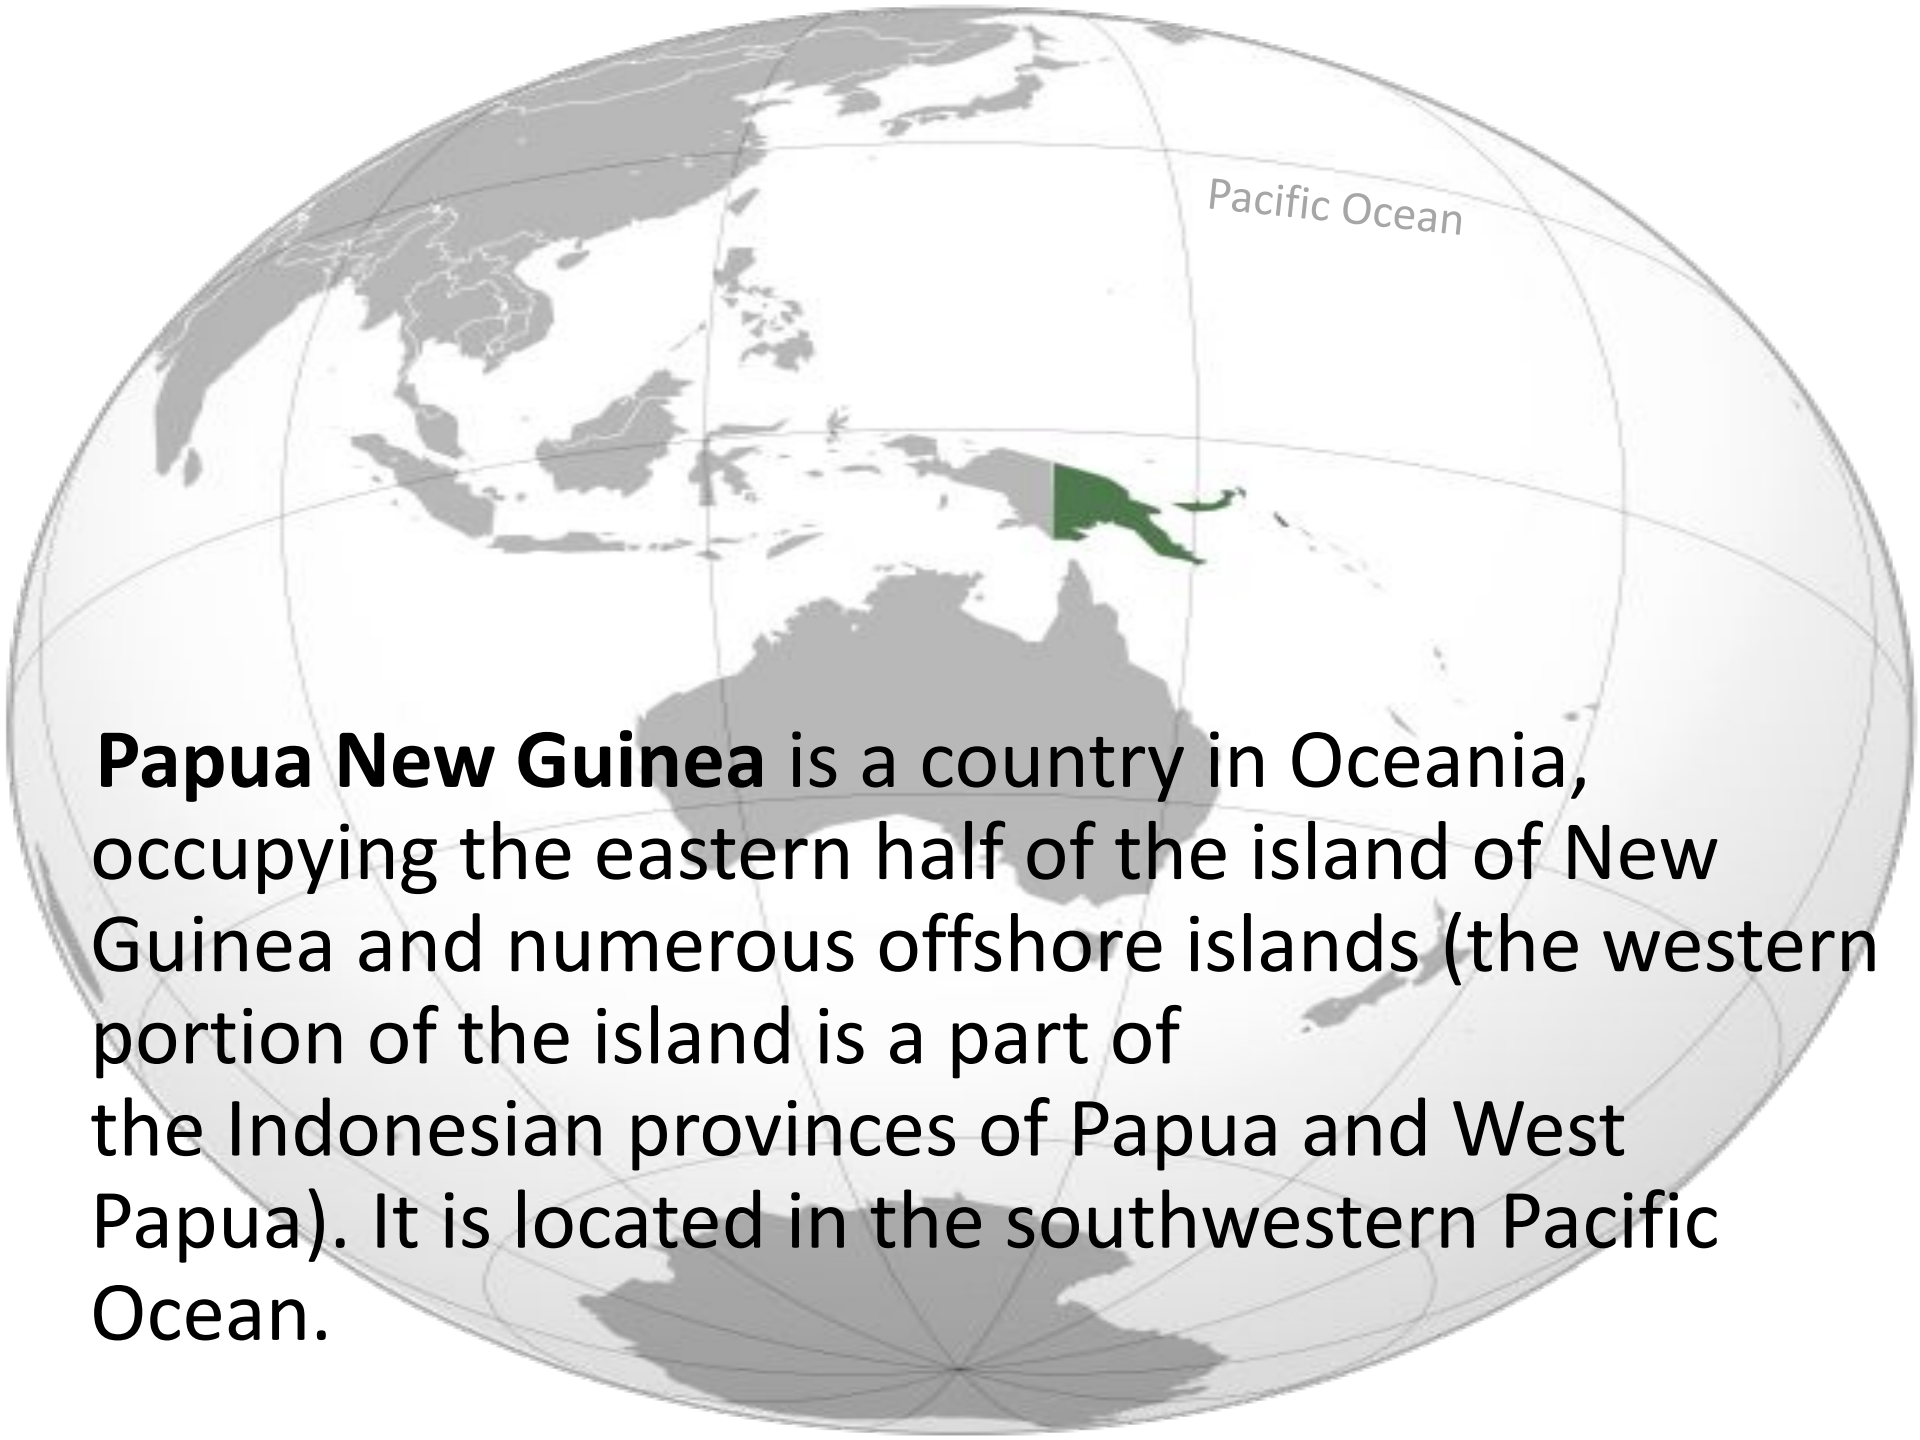 Pacific Ocean
Papua New Guinea is a country in Oceania,
occupying the eastern half of the island of New
Guinea and numerous offshore islands (the western
portion of the island is a part of
the Indonesian provinces of Papua and West
Papua). It is located in the southwestern Pacific
Ocean.